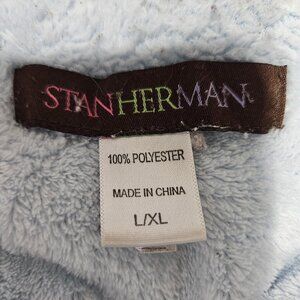 STANHERMAN
100% POLYESTER
MADE IN CHINA
L/XL